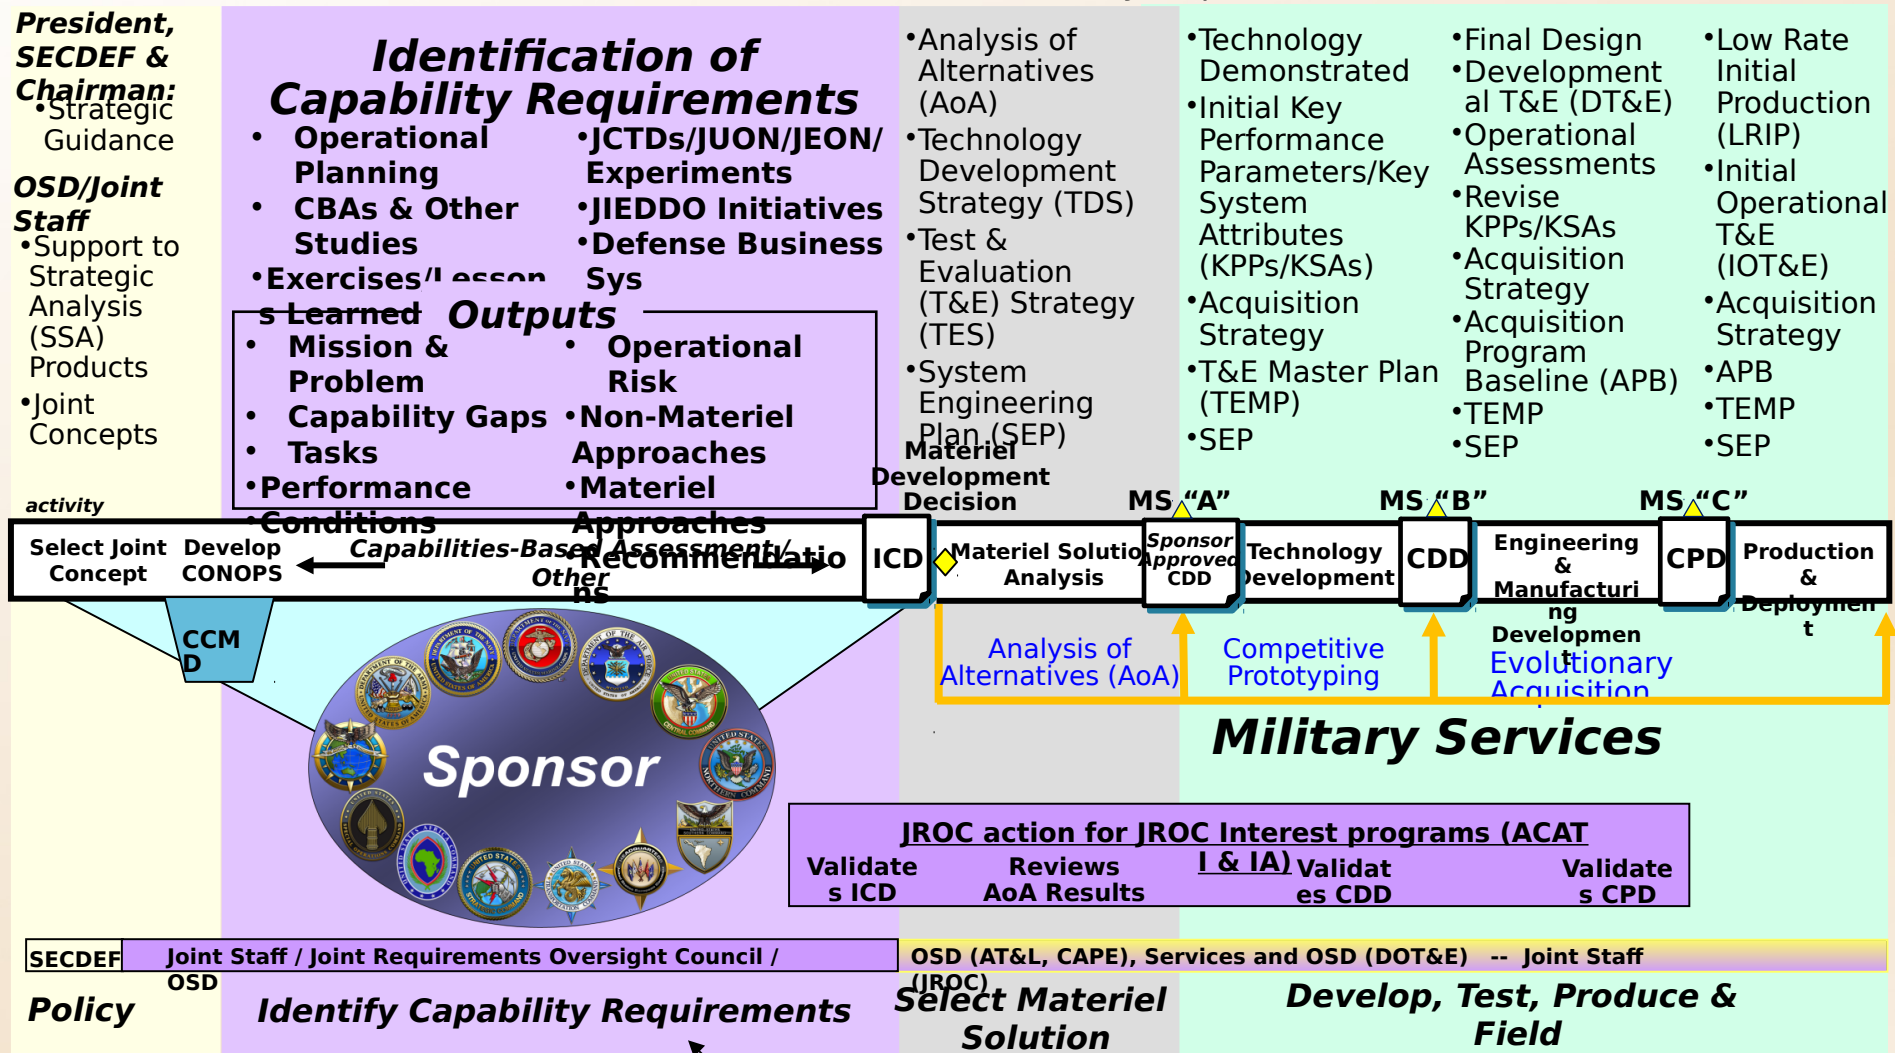 President,
SECDEF &
Chairman:
•Strategic
Guidance
OSD/Joint
Staff
•Support to
Strategic
Analysis
(SSA)
Products
•Joint
Concepts
activity
Identification of
Capability Requirements
• Operational
Planning
• CBAs & Other
Studies
•Exercises/Lesson
s Learned
•JCTDs/JUON/JEON/
Experiments
•JIEDDO Initiatives
•Defense Business
Sys
Outputs
• Mission &
Problem
• Capability Gaps
• Tasks
•Performance
•Conditions
• Operational
Risk
•Non-Materiel
Approaches
•Materiel
Approaches
•Recommendatio
ns
•Analysis of
Alternatives
(AoA)
•Technology
Development
Strategy (TDS)
•Test &
Evaluation
(T&E) Strategy
(TES)
•System
Engineering
Plan (SEP)
•Technology
Demonstrated
•Initial Key
Performance
Parameters/Key
System
Attributes
(KPPs/KSAs)
•Acquisition
Strategy
•T&E Master Plan
(TEMP)
•SEP
•Final Design
•Development
al T&E (DT&E)
•Operational
Assessments
•Revise
KPPs/KSAs
•Acquisition
Strategy
•Acquisition
Program
Baseline (APB)
•TEMP
•SEP
•Low Rate
Initial
Production
(LRIP)
•Initial
Operational
T&E
(IOT&E)
•Acquisition
Strategy
•APB
•TEMP
•SEP
Materiel
Development
Decision
MS “A”
MS “B”
MS “C”
Select Joint
Concept
Develop
CONOPS
Capabilities-Based Assessment /
Other
ICD
Materiel Solutio
Analysis
Sponsor
Approved
CDD
Technology
Development
CDD
Engineering
&
Manufacturi
ng
Developmen
t
CPD
Production
&
Deploymen
t
CCM
D
Analysis of
Alternatives (AoA)
Competitive
Prototyping
Evolutionary
Acquisition
Sponsor
Military Services
JROC action for JROC Interest programs (ACAT
I & IA)
Validate
s ICD
Reviews
AoA Results
Validat
es CDD
Validate
s CPD
SECDEF
Joint Staff / Joint Requirements Oversight Council /
OSD
OSD (AT&L, CAPE), Services and OSD (DOT&E) -- Joint Staff
(JROC)
Policy
Identify Capability Requirements
Select Materiel
Solution
Develop, Test, Produce &
Field